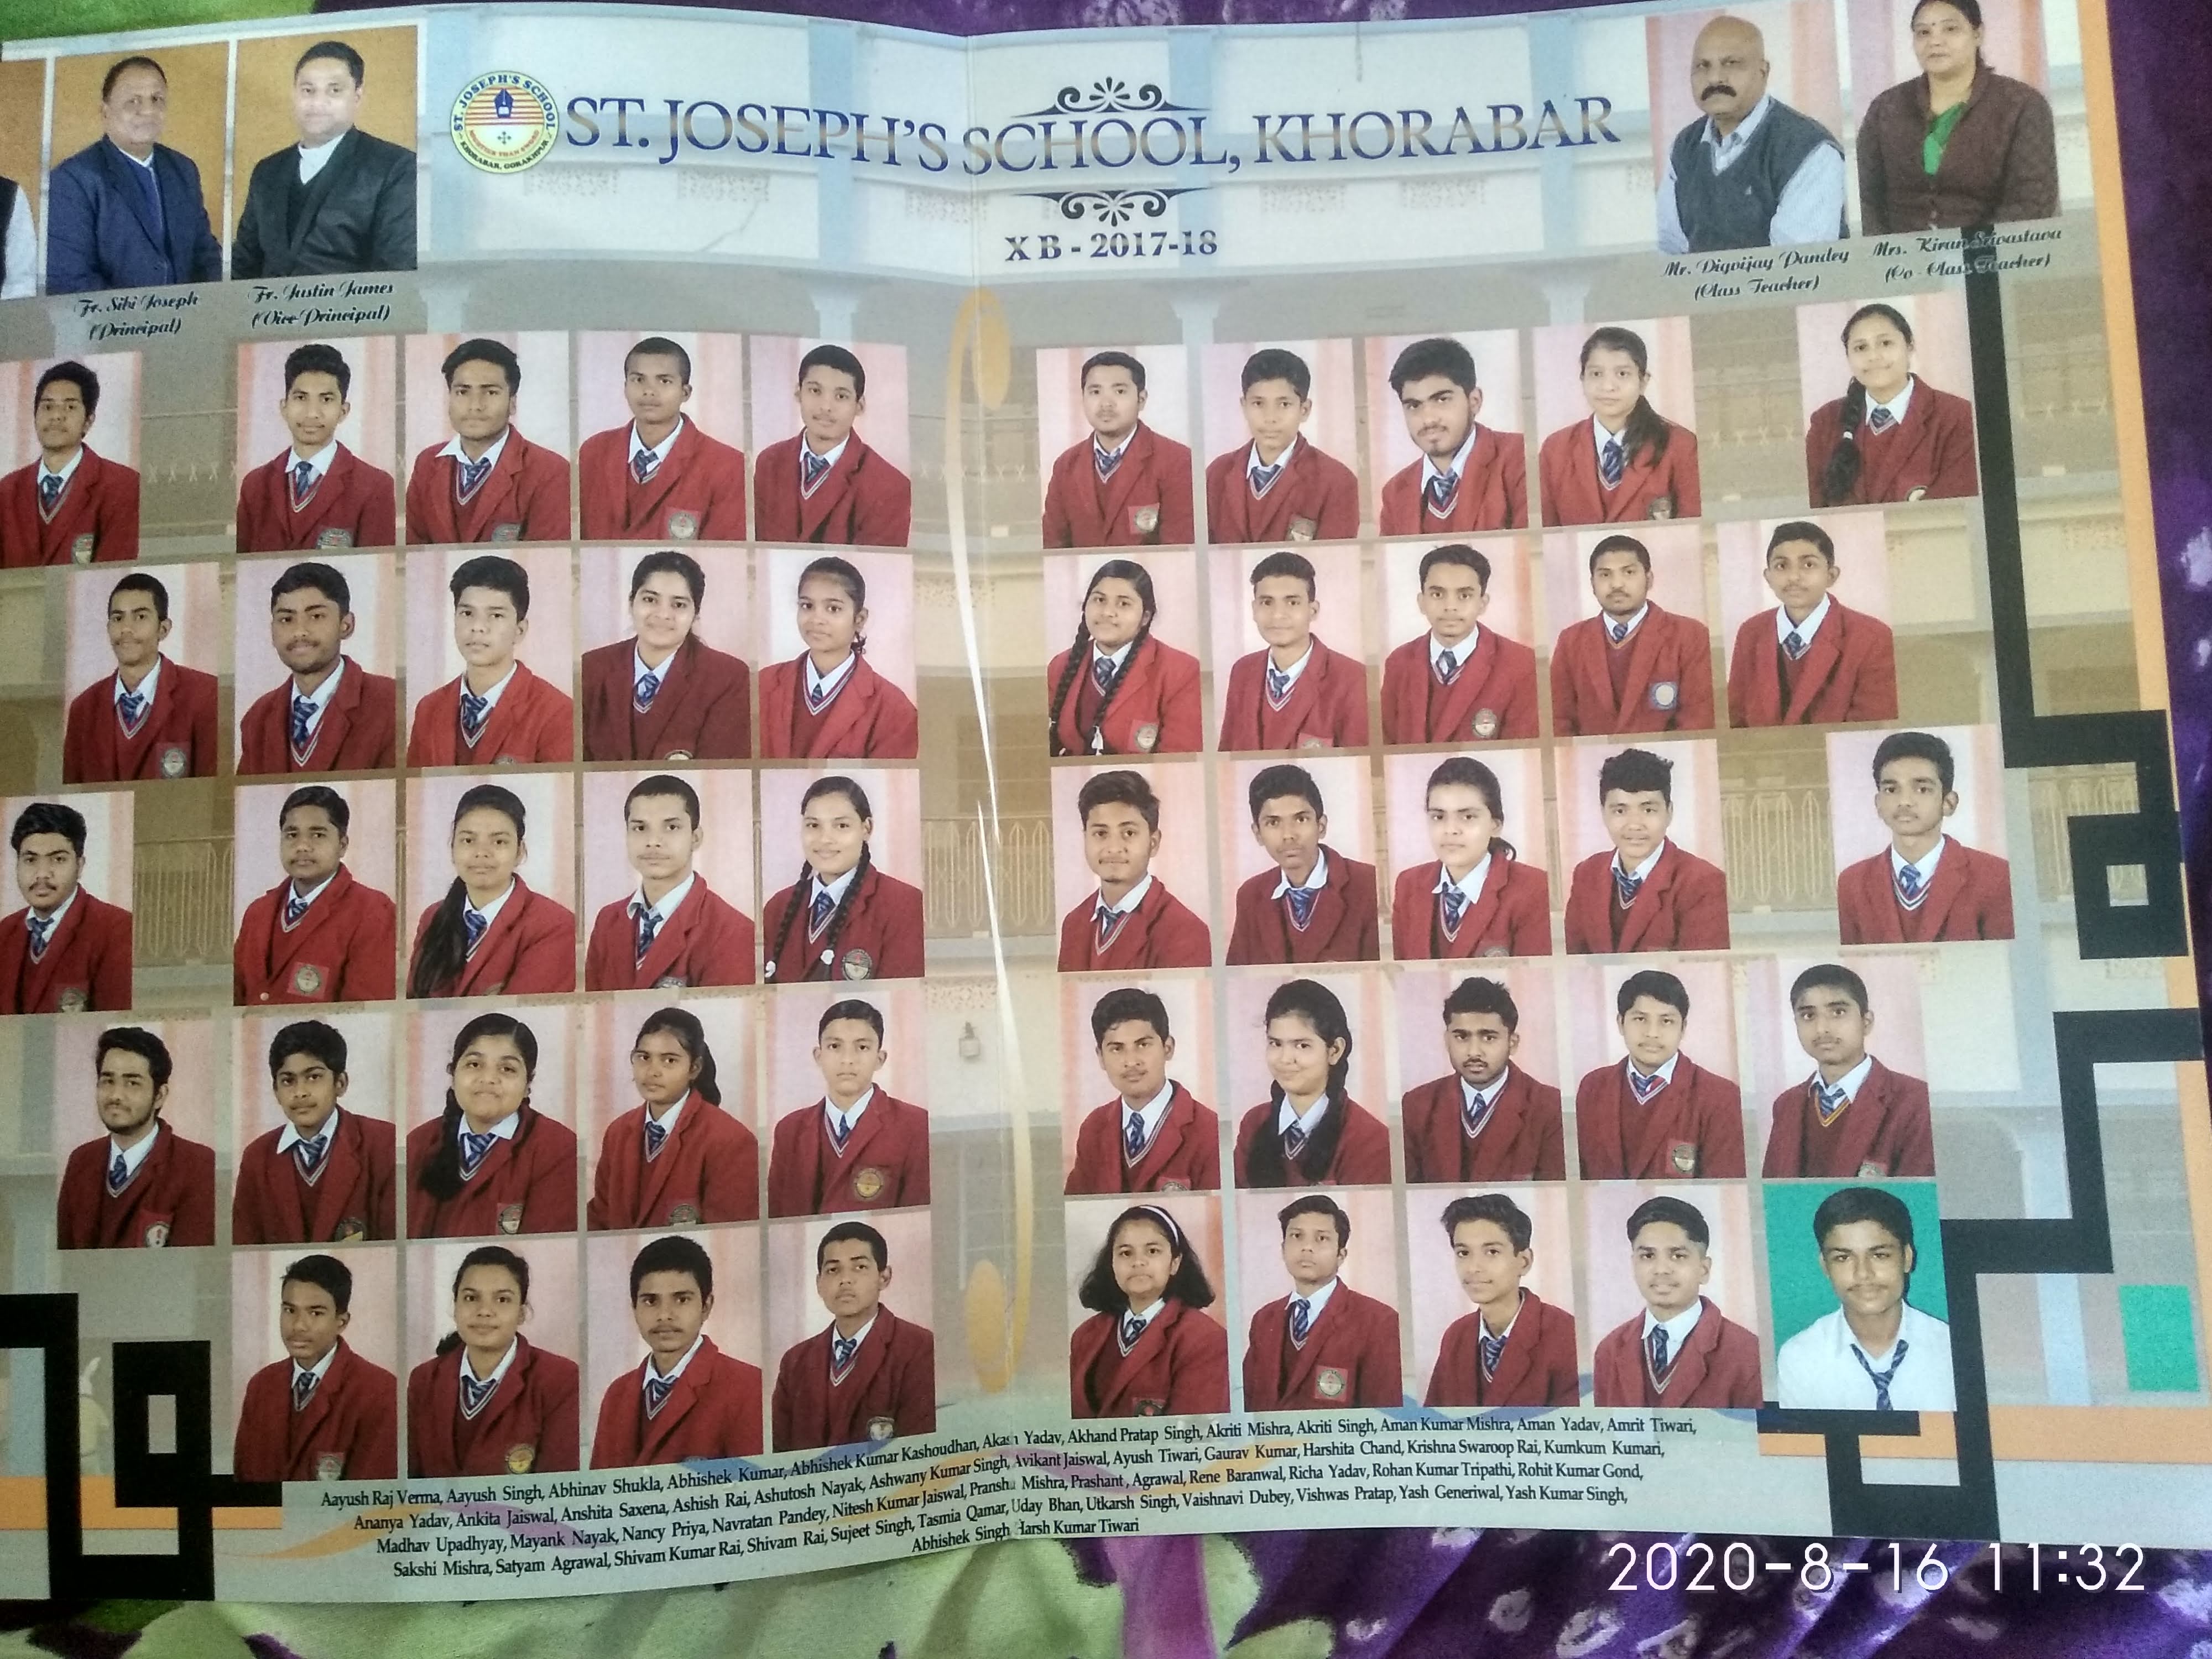 ST. JOSEPH'S SCHOOL
KHORABAR, GORAKHPUR
ST. JOSEPH'S SCHOOL, KHORABAR
X B - 2017-18
Fr. Sibi Joseph
(Principal)
Fr. Justin James
(Vice-Principal)
Mr. Digvijay Pandey
(Class Teacher)
Mrs. Kiran Srivastava
(Co - Class Teacher)
Aayush Raj Verma, Aayush Singh, Abhinav Shukla, Abhishek Kumar, Abhishek Kumar Kashoudhan, Akash Yadav, Akhand Pratap Singh, Akriti Mishra, Akriti Singh, Aman Kumar Mishra, Aman Yadav, Amrit Tiwari,
Ananya Yadav, Ankita Jaiswal, Anshita Saxena, Ashish Rai, Ashutosh Nayak, Ashwany Kumar Singh, Avikant Jaiswal, Ayush Tiwari, Gaurav Kumar, Harshita Chand, Krishna Swaroop Rai, Kumkum Kumari,
Madhav Upadhyay, Mayank Nayak, Nancy Priya, Navratan Pandey, Nitesh Kumar Jaiswal, Pranshu Mishra, Prashant, Agrawal, Rene Baranwal, Richa Yadav, Rohan Kumar Tripathi, Rohit Kumar Gond,
Sakshi Mishra, Satyam Agrawal, Shivam Kumar Rai, Shivam Rai, Sujeet Singh, Tasmia Qamar, Uday Bhan, Utkarsh Singh, Vaishnavi Dubey, Vishwas Pratap, Yash Generiwal, Yash Kumar Singh,
Abhishek Singh Harsh Kumar Tiwari
2020-8-16 11:32